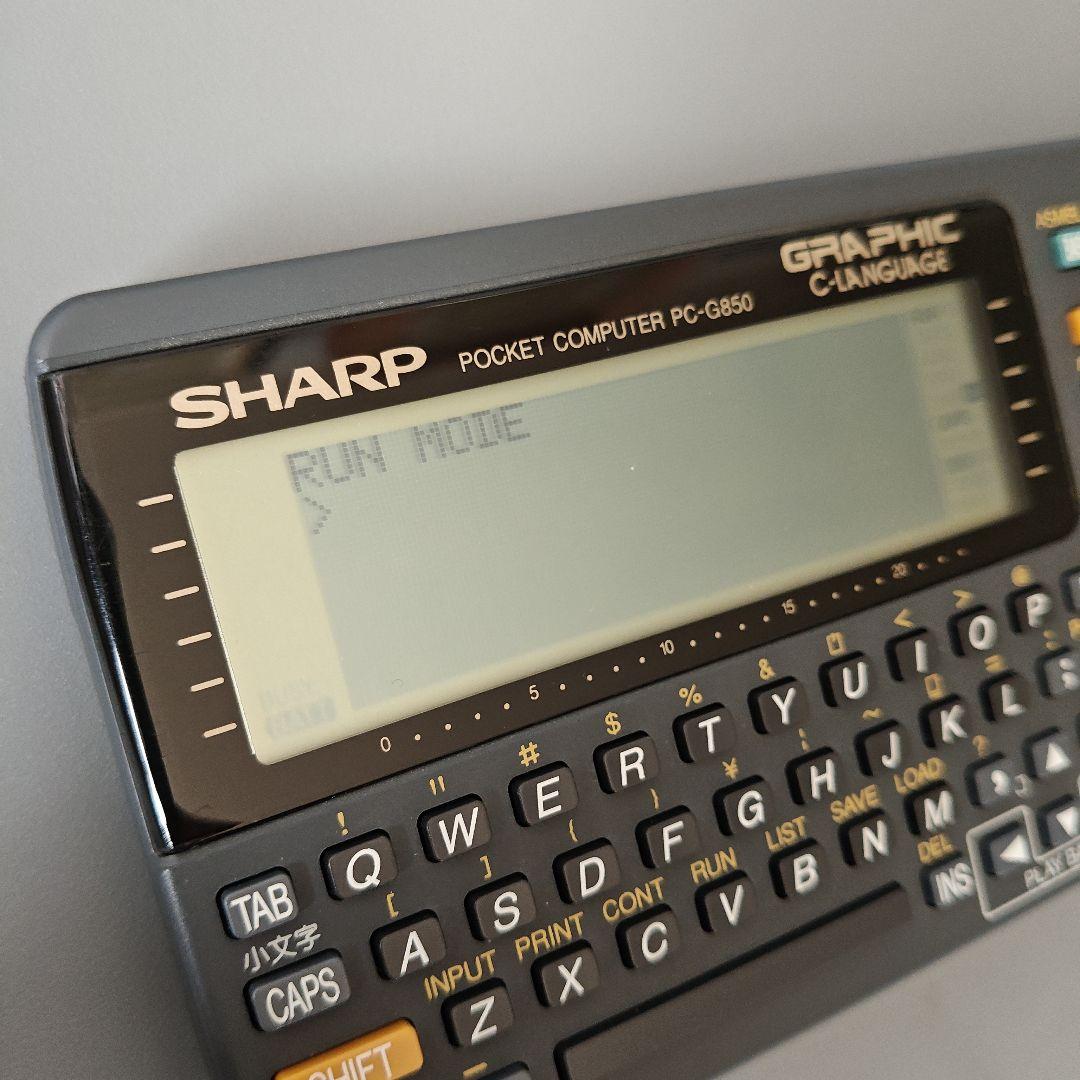 GRAPHIC
C-LANGUAGE
SHARP POCKET COMPUTER PC-G850
RUN MODE
>
0 5 10 15 20
! " # $ % & < >
Q W E R T Y U I O P
TAB
[ ] { } ¥ ~ =
A S D F G H J K L
小文字
INPUT PRINT CONT RUN LIST SAVE LOAD ?
CAPS
Z X C V B N M
DEL
INS
SHIFT